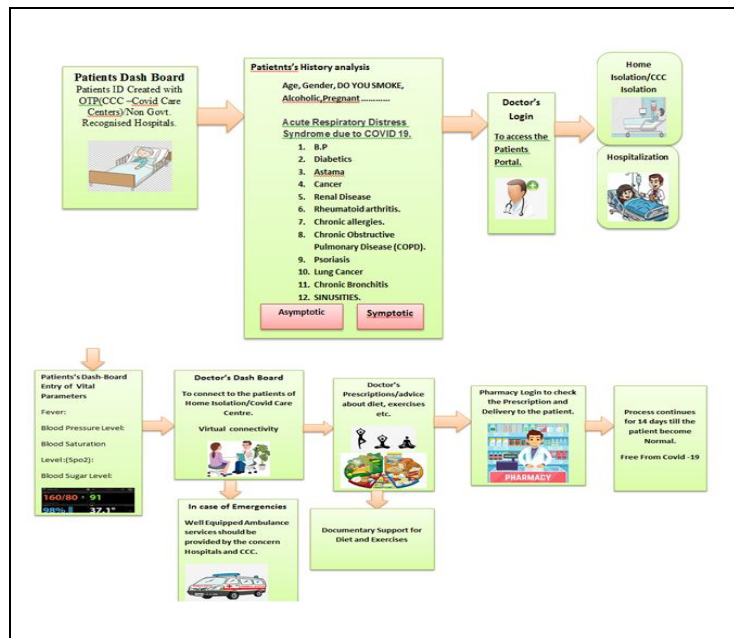 Patients Dash Board
Patients ID Created with
OTP(CCC –Covid Care
Centers)/Non Govt.
Recognised Hospitals.
Patietnts's History analysis
Age, Gender, DO YOU SMOKE,
Alcoholic,Pregnant ............
Acute Respiratory Distress
Syndrome due to COVID 19.
1. B.P
2. Diabetics
3. Astama
4. Cancer
5. Renal Disease
6. Rheumatoid arthritis.
7. Chronic allergies.
8. Chronic Obstructive
Pulmonary Disease (COPD).
9. Psoriasis
10. Lung Cancer
11. Chronic Bronchitis
12. SINUSITIES.
Asymptotic
Symptotic
Doctor's
Login
To access the
Patients
Portal.
Home
Isolation/CCC
Isolation
Hospitalization
Patients's Dash-Board
Entry of Vital
Parameters
Fever:
Blood Pressure Level:
Blood Saturation
Level:(Spo2):
Blood Sugar Level:
160/80 • 91
98% 37.1°
Doctor's Dash Board
To connect to the patients of
Home Isolation/Covid Care
Centre.
Virtual connectivity
In case of Emergencies
Well Equipped Ambulance
services should be
provided by the concern
Hospitals and CCC.
Doctor's
Prescriptions/advice
about diet, exercises
etc.
Documentary Support for
Diet and Exercises
Pharmacy Login to check
the Prescription and
Delivery to the patient.
PHARMACY
Process continues
for 14 days till the
patient become
Normal.
Free From Covid -19